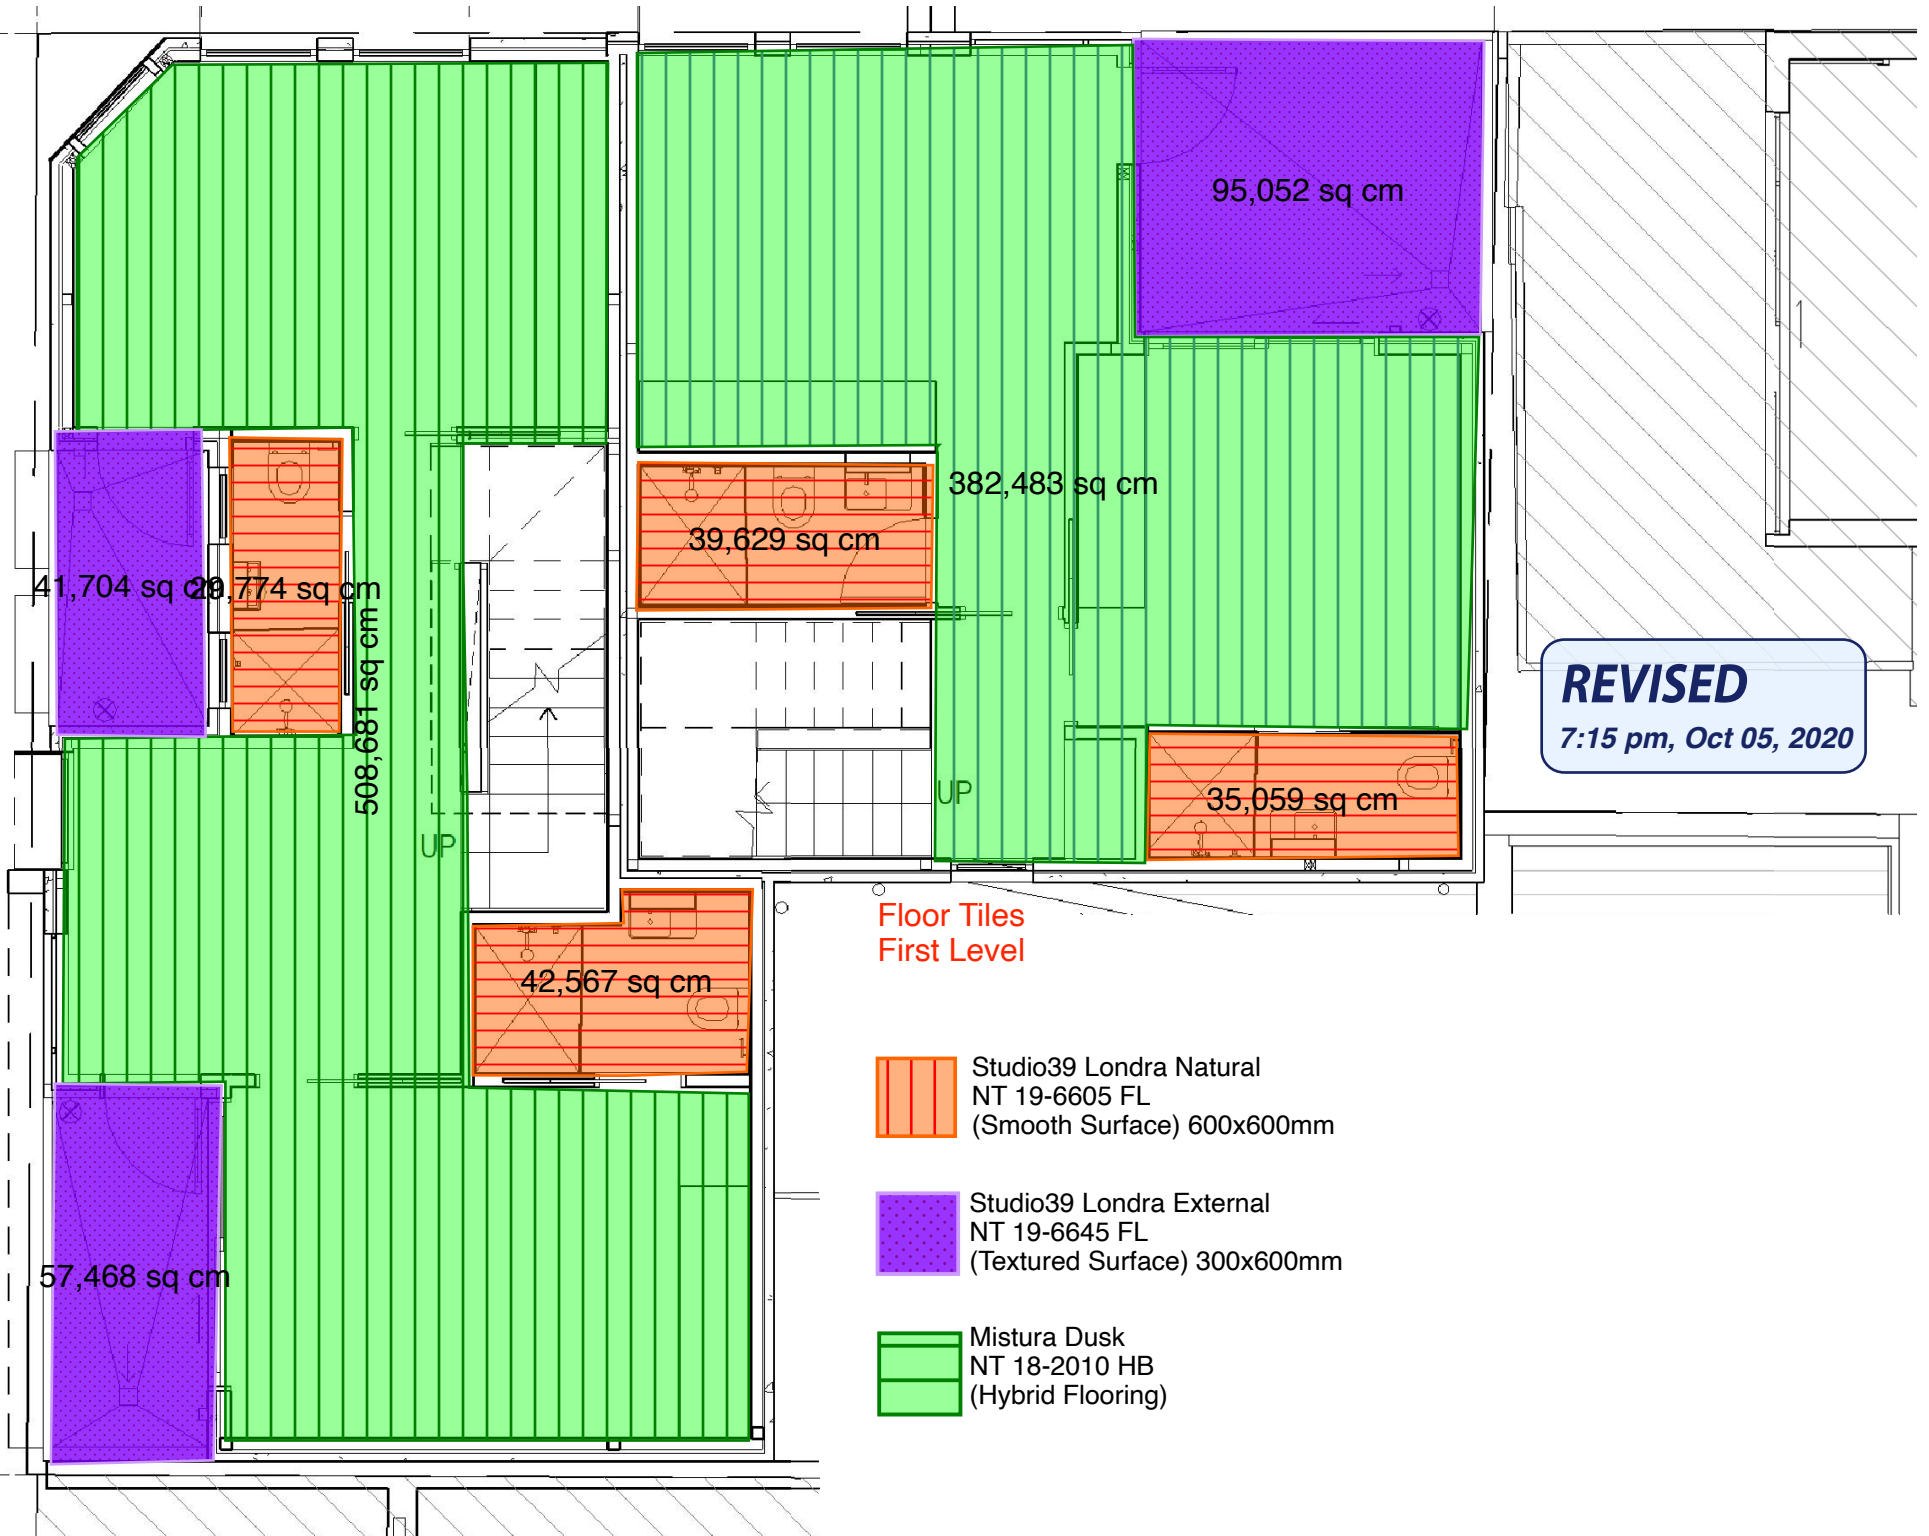 95,052 sq cm
382,483 sq cm
39,629 sq cm
41,704 sq cm
29,774 sq cm
508,681 sq cm
REVISED
7:15 pm, Oct 05, 2020
UP
35,059 sq cm
UP
Floor Tiles
First Level
42,567 sq cm
Studio39 Londra Natural
NT 19-6605 FL
(Smooth Surface) 600x600mm
Studio39 Londra External
NT 19-6645 FL
(Textured Surface) 300x600mm
57,468 sq cm
Mistura Dusk
NT 18-2010 HB
(Hybrid Flooring)